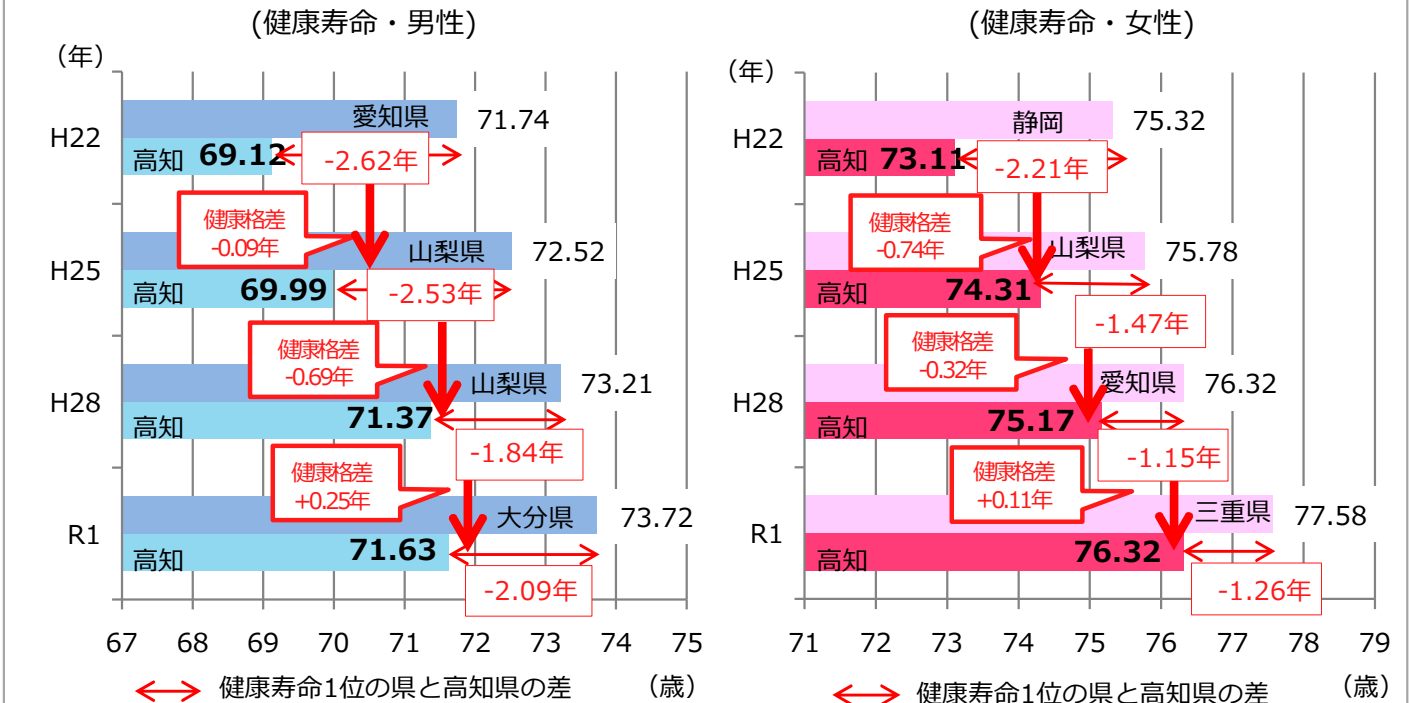 (健康寿命・男性)
（年）
H22
愛知県 71.74
高知 69.12
-2.62年
健康格差
-0.09年
H25
山梨県 72.52
高知 69.99
-2.53年
健康格差
-0.69年
H28
山梨県 73.21
高知 71.37
-1.84年
健康格差
+0.25年
R1
大分県 73.72
高知 71.63
-2.09年
67 68 69 70 71 72 73 74 75
健康寿命1位の県と高知県の差 （歳）
(健康寿命・女性)
（年）
H22
静岡 75.32
高知 73.11
-2.21年
健康格差
-0.74年
H25
山梨県 75.78
高知 74.31
-1.47年
健康格差
-0.32年
H28
愛知県 76.32
高知 75.17
-1.15年
健康格差
+0.11年
R1
三重県 77.58
高知 76.32
-1.26年
71 72 73 74 75 76 77 78 79
健康寿命1位の県と高知県の差 （歳）